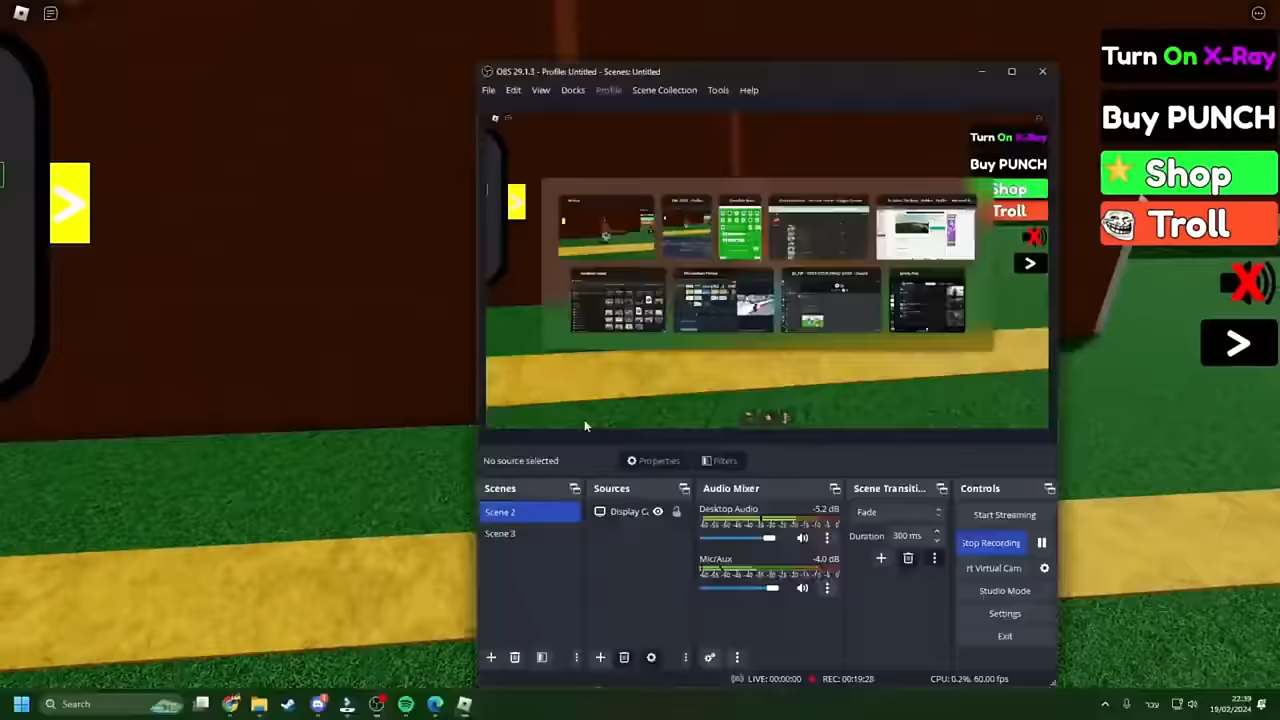 Turn On X-Ray
Buy PUNCH
Shop
Troll
>
>
OBS 29.1.3 - Profile: Untitled - Scenes: Untitled
File Edit View Docks Profile Scene Collection Tools Help
Turn On X-Ray
Buy PUNCH
Shop
Troll
>
>
No source selected
Properties
Filters
Scenes
Sources
Audio Mixer
Scene Transiti...
Controls
Scene 2
Scene 3
Display C
Desktop Audio -5.2 dB
Mic/Aux -4.0 dB
Fade
Duration 300 ms
Start Streaming
Stop Recording
rt Virtual Cam
Studio Mode
Settings
Exit
LIVE: 00:00:00 REC: 00:19:28 CPU: 0.2%, 60.00 fps
Search
עבר
22:39
19/02/2024